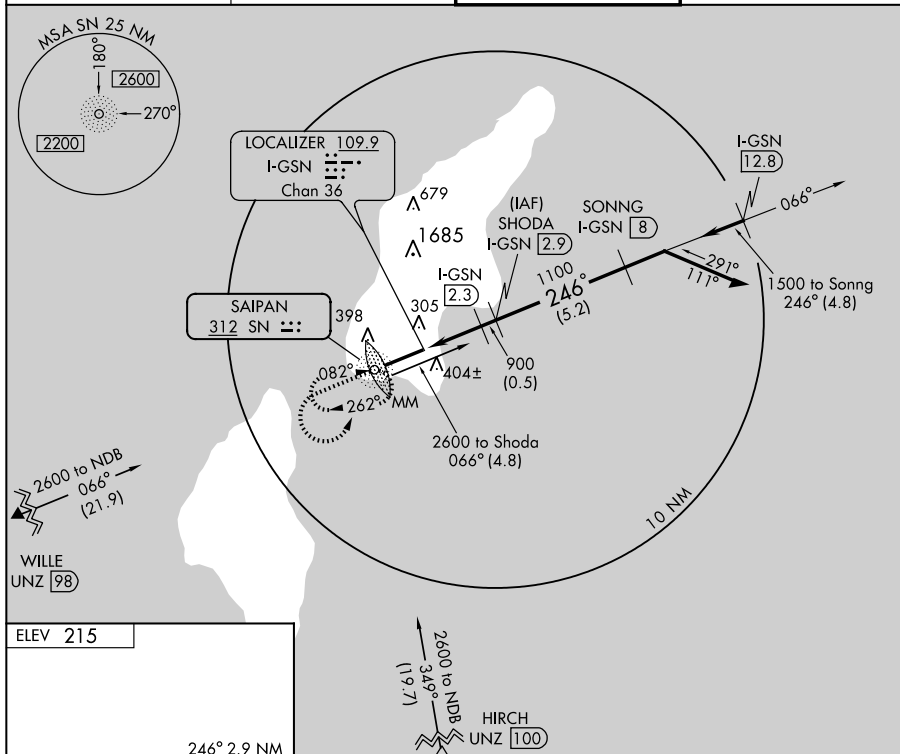 MSA SN 25 NM
180°
2600
270°
2200
LOCALIZER 109.9
I-GSN
Chan 36
679
1685
305
398
404±
SAIPAN
312 SN
082°
262°
MM
I-GSN
2.3
(IAF)
SHODA
I-GSN 2.9
SONNG
I-GSN 8
I-GSN
12.8
066°
1100
246°
(5.2)
291°
111°
1500 to Sonng
246° (4.8)
900
(0.5)
2600 to Shoda
066° (4.8)
10 NM
2600 to NDB
066°
(21.9)
WILLE
UNZ 98
2600 to NDB
349°
(19.7)
HIRCH
UNZ 100
ELEV 215
246° 2.9 NM